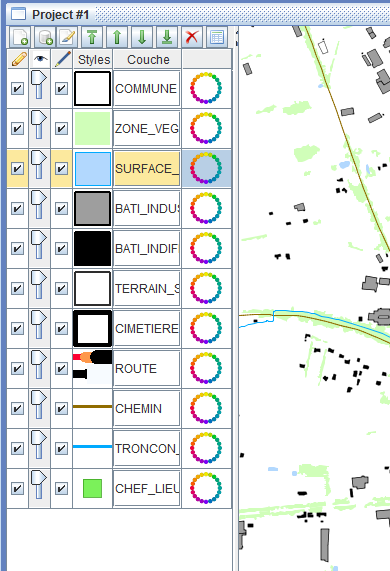 Project #1
Styles Couche
COMMUNE
ZONE_VEG
SURFACE_
BATI_INDUS
BATI_INDIF
TERRAIN_S
CIMETIERE
ROUTE
CHEMIN
TRONCON_
CHEF_LIEU